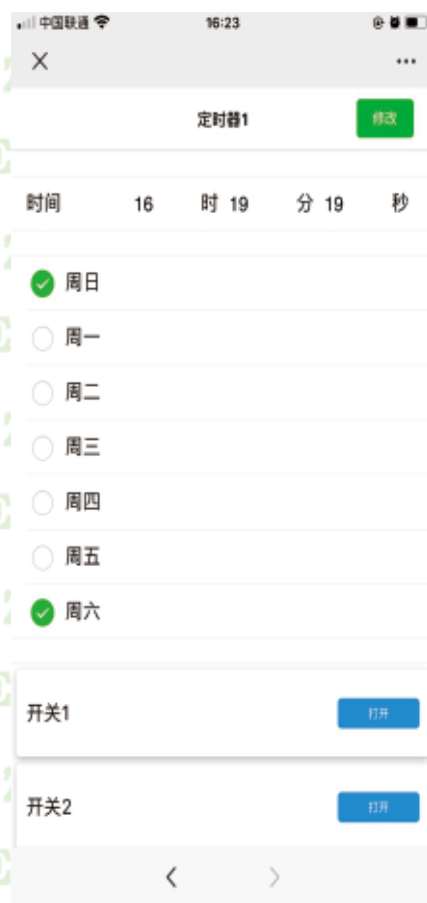 中国联通 16:23
定时器1 修改
时间 16 时 19 分 19 秒
周日
周一
周二
周三
周四
周五
周六
开关1 打开
开关2 打开